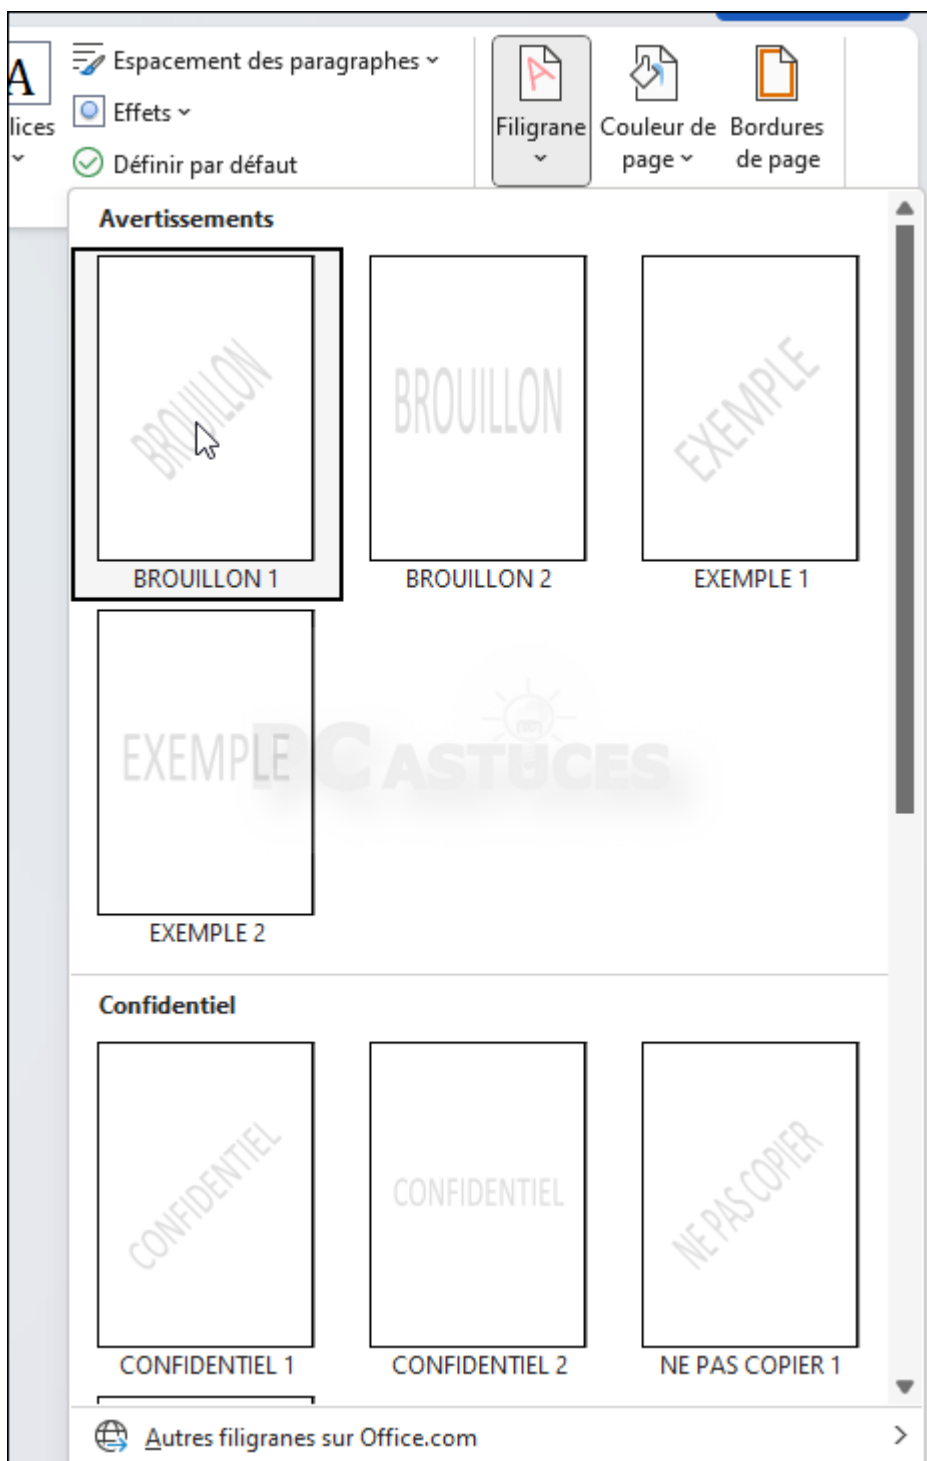 A
Espacement des paragraphes
Effets
lices
Définir par défaut
Filigrane
Couleur de
page
Bordures
de page
Avertissements
BROUILLON
BROUILLON
EXEMPLE
BROUILLON 1
BROUILLON 2
EXEMPLE 1
EXEMPLE
PC ASTUCES
EXEMPLE 2
Confidentiel
CONFIDENTIEL
CONFIDENTIEL
NE PAS COPIER
CONFIDENTIEL 1
CONFIDENTIEL 2
NE PAS COPIER 1
Autres filigranes sur Office.com